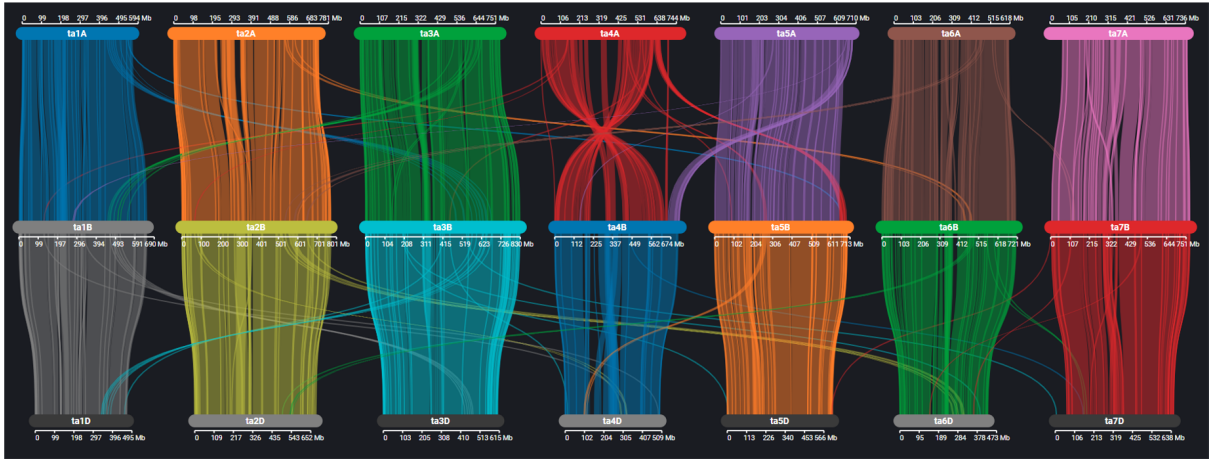 0 99 198 297 396 495 594 Mb
0 98 195 293 391 488 586 683 781 Mb
0 107 215 322 429 536 644 751 Mb
0 106 213 319 425 531 638 744 Mb
0 101 203 304 406 507 609 710 Mb
0 103 206 309 412 515 618 Mb
0 105 210 315 421 526 631 736 Mb
ta1A ta2A ta3A ta4A ta5A ta6A ta7A
ta1B ta2B ta3B ta4B ta5B ta6B ta7B
0 99 197 296 394 493 591 690 Mb
0 100 200 300 401 501 601 701 801 Mb
0 104 208 311 415 519 623 726 830 Mb
0 112 225 337 449 562 674 Mb
0 102 204 306 407 509 611 713 Mb
0 103 206 309 412 515 618 721 Mb
0 107 215 322 429 536 644 751 Mb
ta1D ta2D ta3D ta4D ta5D ta6D ta7D
0 99 198 297 396 495 Mb
0 109 217 326 435 543 652 Mb
0 103 205 308 410 513 615 Mb
0 102 204 305 407 509 Mb
0 113 226 340 453 566 Mb
0 95 189 284 378 473 Mb
0 106 213 319 425 532 638 Mb